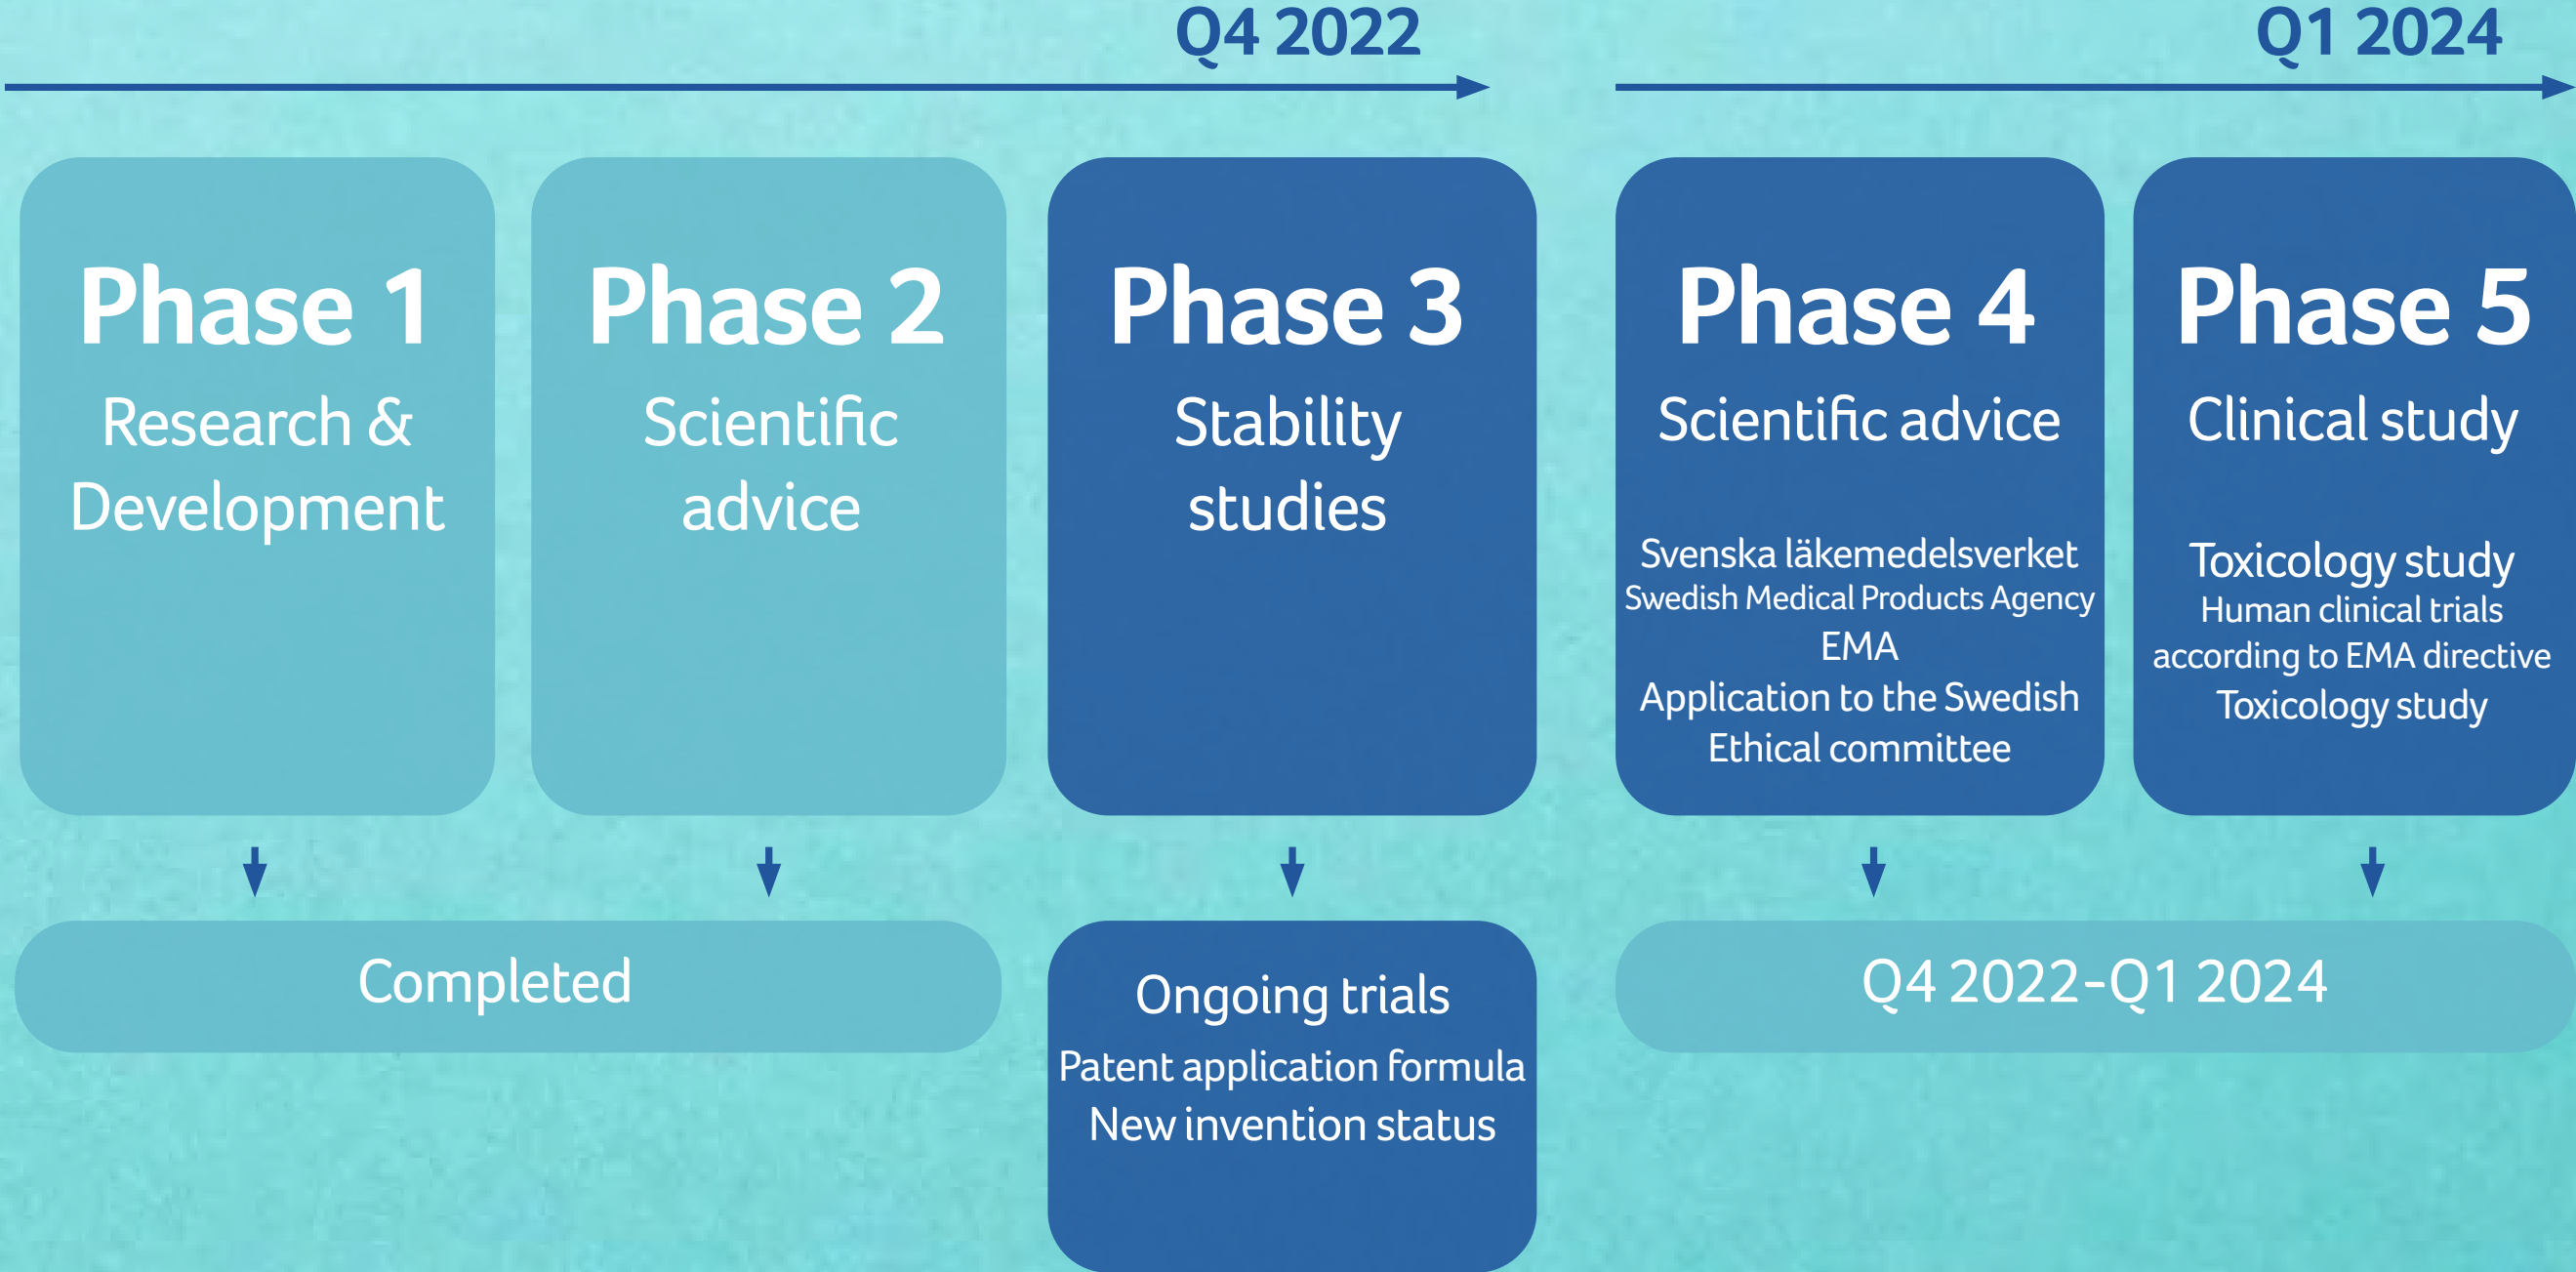 Q4 2022
Q1 2024
Phase 1
Research &
Development
Phase 2
Scientific
advice
Phase 3
Stability
studies
Phase 4
Scientific advice
Svenska läkemedelsverket
Swedish Medical Products Agency
EMA
Application to the Swedish
Ethical committee
Phase 5
Clinical study
Toxicology study
Human clinical trials
according to EMA directive
Toxicology study
Completed
Ongoing trials
Patent application formula
New invention status
Q4 2022-Q1 2024